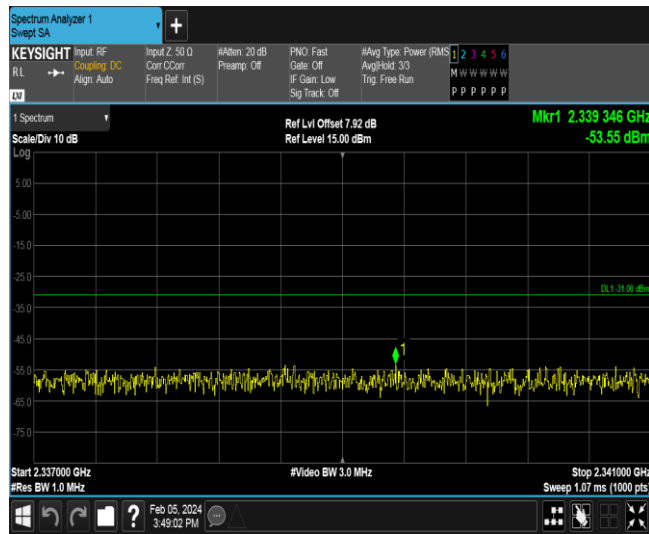 Spectrum Analyzer 1
Swept SA
+
KEYSIGHT
RL
LXI
Input: RF
Coupling: DC
Align: Auto
Input Z: 50 Ω
Corr CCorr
Freq Ref: Int (S)
#Atten: 20 dB
Preamp: Off
PNO: Fast
Gate: Off
IF Gain: Low
Sig Track: Off
#Avg Type: Power (RMS
Avg|Hold: 3/3
Trig: Free Run
1 2 3 4 5 6
M W W W W W
P P P P P P
1 Spectrum
Scale/Div 10 dB
Log
Ref Lvl Offset 7.92 dB
Ref Level 15.00 dBm
Mkr1 2.339 346 GHz
-53.55 dBm
5.00
-5.00
-15.0
-25.0
DL1 -31.00 dBm
-35.0
-45.0
1
-55.0
-65.0
-75.0
Start 2.337000 GHz
#Res BW 1.0 MHz
#Video BW 3.0 MHz
Stop 2.341000 GHz
Sweep 1.07 ms (1000 pts)
?
Feb 05, 2024
3:49:02 PM